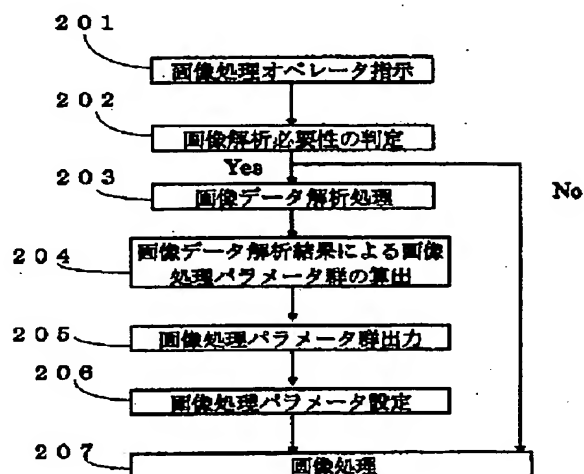 201
画像処理オペレータ指示
202
画像解析必要性の判定
Yes
No
203
画像データ解析処理
204
画像データ解析結果による画像
処理パラメータ群の算出
205
画像処理パラメータ群出力
206
画像処理パラメータ設定
207
画像処理